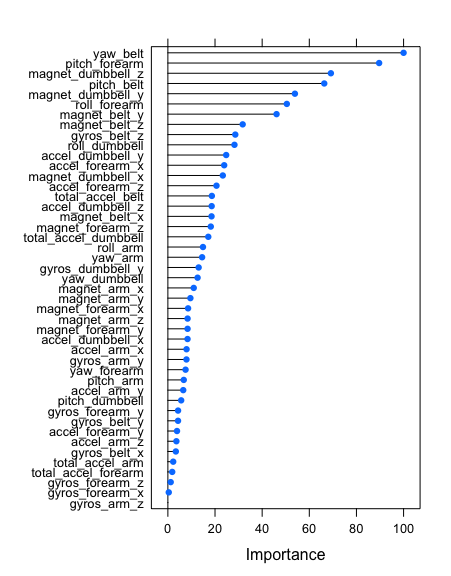 yaw_belt
pitch_forearm
magnet_dumbbell_z
pitch_belt
magnet_dumbbell_y
roll_forearm
magnet_belt_y
magnet_belt_z
gyros_belt_z
roll_dumbbell
accel_dumbbell_y
accel_forearm_x
magnet_dumbbell_x
accel_forearm_z
total_accel_belt
accel_dumbbell_z
magnet_belt_x
magnet_forearm_z
total_accel_dumbbell
roll_arm
yaw_arm
gyros_dumbbell_y
yaw_dumbbell
magnet_arm_x
magnet_arm_y
magnet_forearm_x
magnet_arm_z
magnet_forearm_y
accel_dumbbell_x
accel_arm_x
gyros_arm_y
yaw_forearm
pitch_arm
accel_arm_y
pitch_dumbbell
gyros_forearm_y
gyros_belt_y
accel_forearm_y
accel_arm_z
gyros_belt_x
total_accel_arm
total_accel_forearm
gyros_forearm_z
gyros_forearm_x
gyros_arm_z
0 20 40 60 80 100
Importance